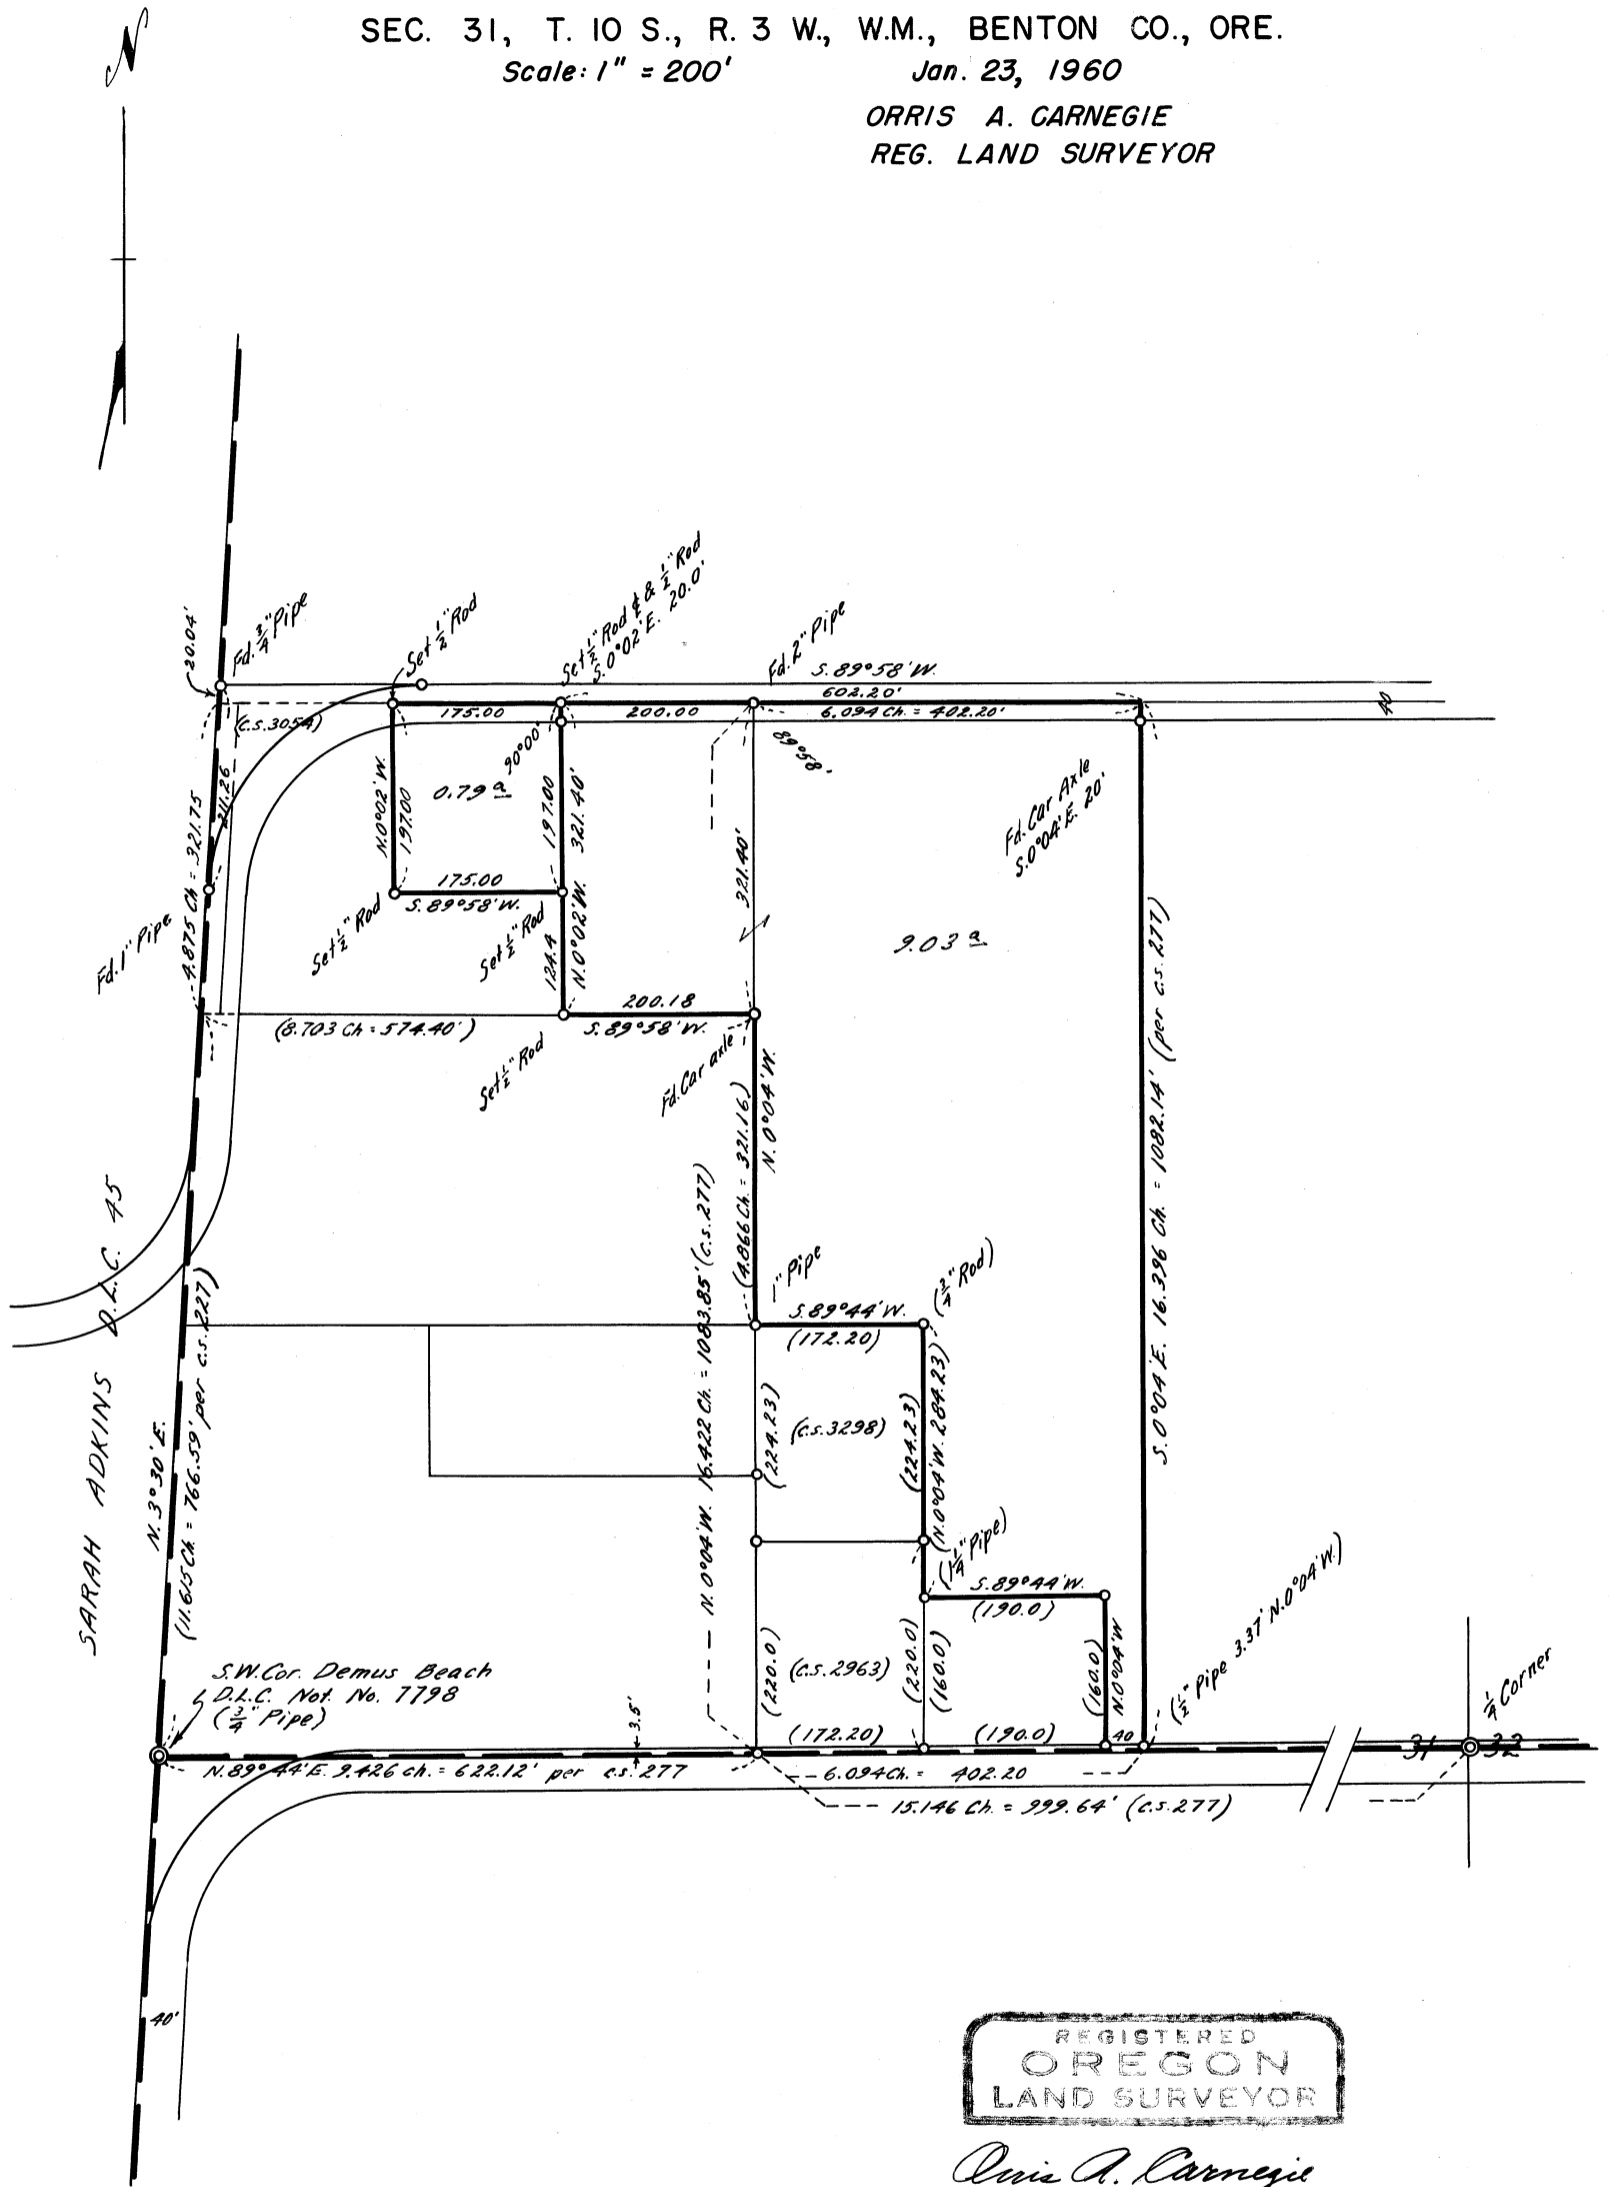 SEC. 31, T. 10 S., R. 3 W., W.M., BENTON CO., ORE.
Scale: 1" = 200' Jan. 23, 1960
ORRIS A. CARNEGIE
REG. LAND SURVEYOR
N
20.04'
Fd. 3/4" Pipe
Set 1/2" Rod
Set 1/2" Rod ℄ & 1/2" Rod
S. 0°02' E. 20.0'
Fd. 2" Pipe
S. 89°58' W.
602.20'
(C.S. 3054)
175.00
200.00
6.094 Ch = 402.20'
40
90°00'
89°58'
4.875 Ch = 321.75
211.26
N. 0°02' W.
197.00
0.79 a
197.00
321.40'
321.40'
Fd. Car Axle
S. 0°04' E. 20'
175.00
S. 89°58' W.
Fd. 1" Pipe
Set 1/2" Rod
Set 1/2" Rod
124.4
N. 0°02' W.
9.03 a
(8.703 Ch = 574.40')
200.18
S. 89°58' W.
Set 1/2" Rod
Fd. Car axle
(4.866 Ch. = 321.16)
N. 0°04' W.
S. 0°04' E. 16.396 Ch. = 1082.14' (per c.s. 277)
N. 0°04' W. 16.422 Ch. = 1083.85' (c.s. 277)
1" Pipe
(3/4" Rod)
S. 89°44' W.
(172.20)
SARAH ADKINS D.L.C. 45
N. 3°30' E.
(11.615 Ch = 766.59' per c.s. 227)
(224.23)
(c.s. 3298)
(224.23)
(N. 0°04' W. 284.23)
(1 1/4" Pipe)
S. 89°44' W.
(190.0)
(220.0)
(c.s. 2963)
(220.0)
(160.0)
(160.0)
N. 0°04' W
(1/2" Pipe 3.37' N. 0°04' W.)
1/4 Corner
S.W. Cor. Demus Beach
D.L.C. Not. No. 7798
(3/4" Pipe)
3.5'
(172.20)
(190.0)
40
31
32
N. 89°44' E. 9.426 ch. = 622.12' per c.s. 277
6.094 Ch. = 402.20
15.146 Ch. = 999.64' (c.s. 277)
40'
REGISTERED
OREGON
LAND SURVEYOR
Orris A. Carnegie